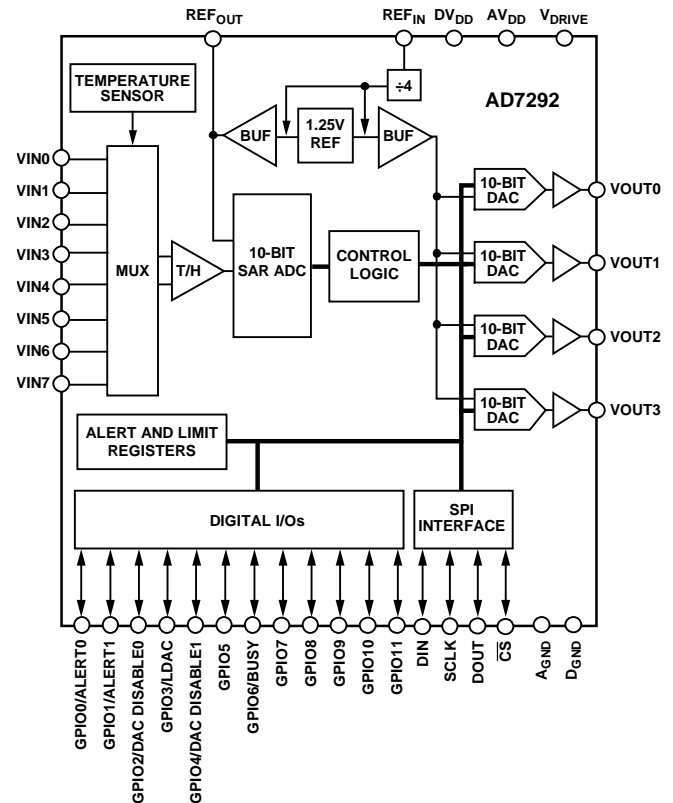 REFOUT
REFIN
DVDD
AVDD
VDRIVE
TEMPERATURE
SENSOR
÷4
AD7292
BUF
1.25V
REF
BUF
VIN0
VIN1
VIN2
VIN3
VIN4
VIN5
VIN6
VIN7
MUX
T/H
10-BIT
SAR ADC
CONTROL
LOGIC
10-BIT
DAC
VOUT0
10-BIT
DAC
VOUT1
10-BIT
DAC
VOUT2
10-BIT
DAC
VOUT3
ALERT AND LIMIT
REGISTERS
DIGITAL I/Os
SPI
INTERFACE
GPIO0/ALERT0
GPIO1/ALERT1
GPIO2/DAC DISABLE0
GPIO3/LDAC
GPIO4/DAC DISABLE1
GPIO5
GPIO6/BUSY
GPIO7
GPIO8
GPIO9
GPIO10
GPIO11
DIN
SCLK
DOUT
CS
AGND
DGND